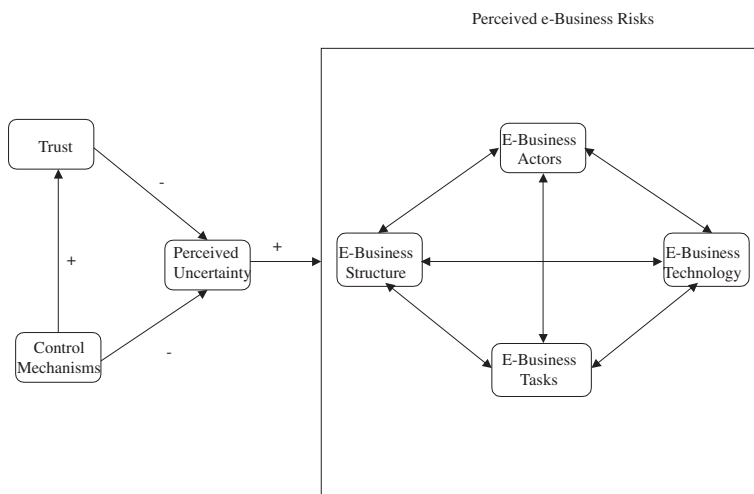 Perceived e-Business Risks
E-Business
Actors
Trust
-
Perceived
Uncertainty
+
E-Business
Structure
E-Business
Technology
+
Control
Mechanisms
-
E-Business
Tasks